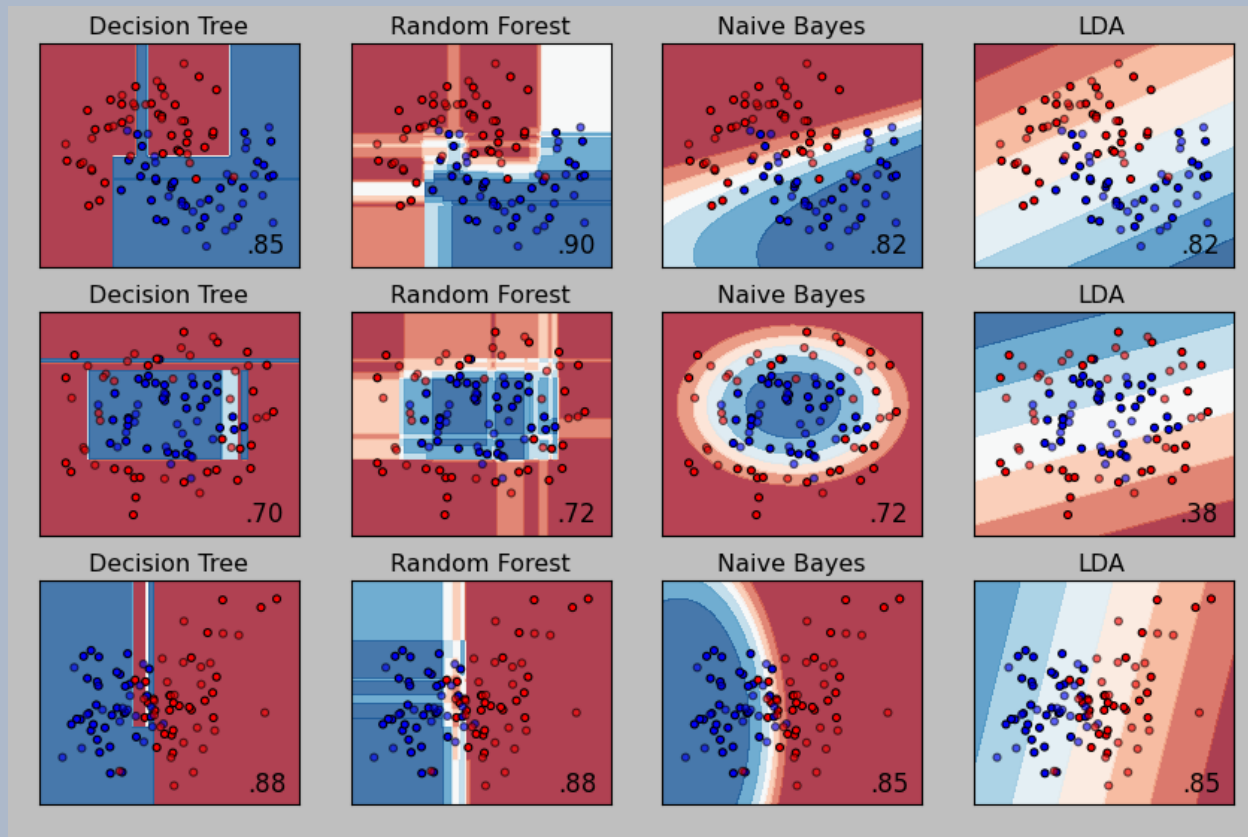 Decision Tree Random Forest Naive Bayes LDA
.85 .90 .82 .82
Decision Tree Random Forest Naive Bayes LDA
.70 .72 .72 .38
Decision Tree Random Forest Naive Bayes LDA
.88 .88 .85 .85